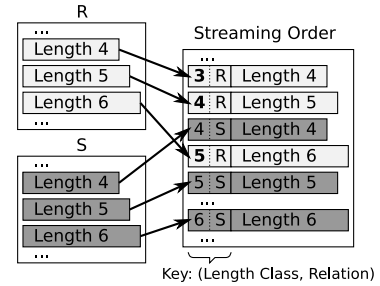 R
...
Length 4
Length 5
Length 6
...
S
...
Length 4
Length 5
Length 6
...
Streaming Order
...
3 R Length 4
4 R Length 5
4 S Length 4
5 R Length 6
5 S Length 5
6 S Length 6
...
Key: (Length Class, Relation)